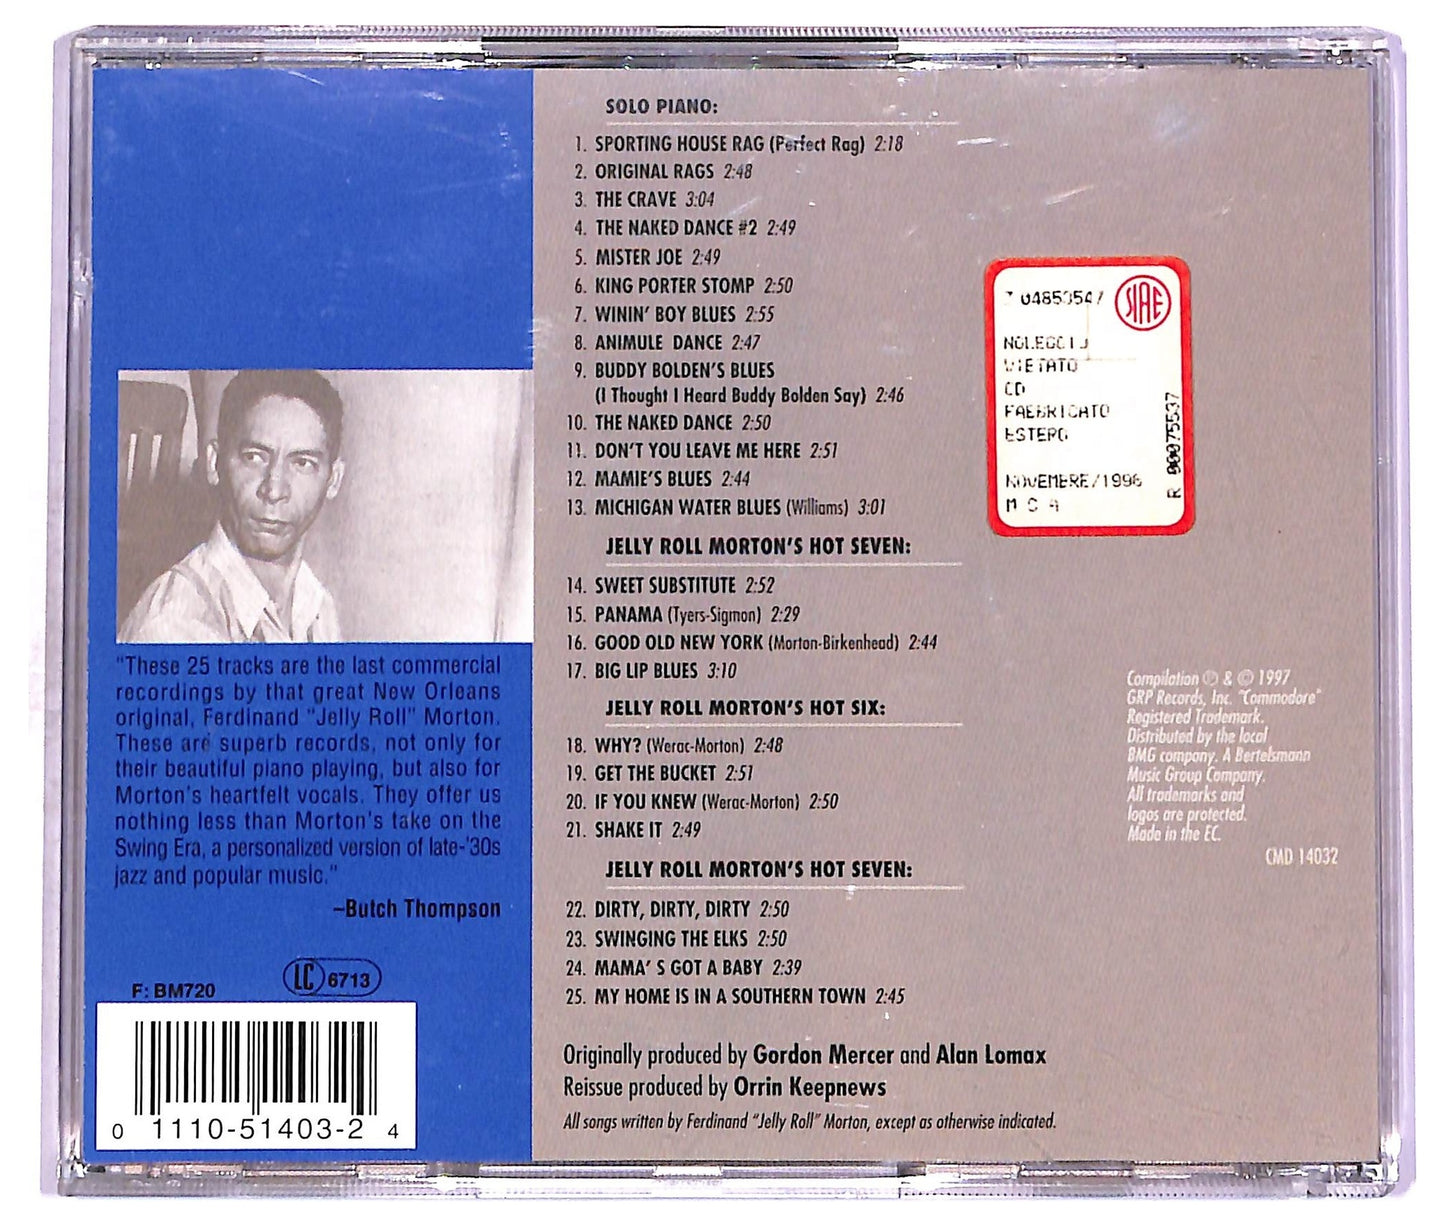 SOLO PIANO:
1. SPORTING HOUSE RAG (Perfect Rag) 2:18
2. ORIGINAL RAGS 2:48
3. THE CRAVE 3:04
4. THE NAKED DANCE #2 2:49
5. MISTER JOE 2:49
6. KING PORTER STOMP 2:50
7. WININ' BOY BLUES 2:55
8. ANIMULE DANCE 2:47
9. BUDDY BOLDEN'S BLUES
(I Thought I Heard Buddy Bolden Say) 2:46
10. THE NAKED DANCE 2:50
11. DON'T YOU LEAVE ME HERE 2:51
12. MAMIE'S BLUES 2:44
13. MICHIGAN WATER BLUES (Williams) 3:01
JELLY ROLL MORTON'S HOT SEVEN:
14. SWEET SUBSTITUTE 2:52
15. PANAMA (Tyers-Sigmon) 2:29
16. GOOD OLD NEW YORK (Morton-Birkenhead) 2:44
17. BIG LIP BLUES 3:10
JELLY ROLL MORTON'S HOT SIX:
18. WHY? (Werac-Morton) 2:48
19. GET THE BUCKET 2:51
20. IF YOU KNEW (Werac-Morton) 2:50
21. SHAKE IT 2:49
JELLY ROLL MORTON'S HOT SEVEN:
22. DIRTY, DIRTY, DIRTY 2:50
23. SWINGING THE ELKS 2:50
24. MAMA' S GOT A BABY 2:39
25. MY HOME IS IN A SOUTHERN TOWN 2:45
Originally produced by Gordon Mercer and Alan Lomax
Reissue produced by Orrin Keepnews
All songs written by Ferdinand "Jelly Roll" Morton, except as otherwise indicated.
"These 25 tracks are the last commercial
recordings by that great New Orleans
original, Ferdinand "Jelly Roll" Morton.
These are superb records, not only for
their beautiful piano playing, but also for
Morton's heartfelt vocals. They offer us
nothing less than Morton's take on the
Swing Era, a personalized version of late-'30s
jazz and popular music."
–Butch Thompson
F: BM720
LC 6713
0 1110-51403-2 4
SIAE
NOLEGGIO
VIETATO
CD
FABBRICATO
ESTERO
NOVEMBRE/1996
M C A
R 00075537
Compilation ℗ & © 1997
GRP Records, Inc. "Commodore"
Registered Trademark.
Distributed by the local
BMG company. A Bertelsmann
Music Group Company.
All trademarks and
logos are protected.
Made in the EC.
CMD 14032